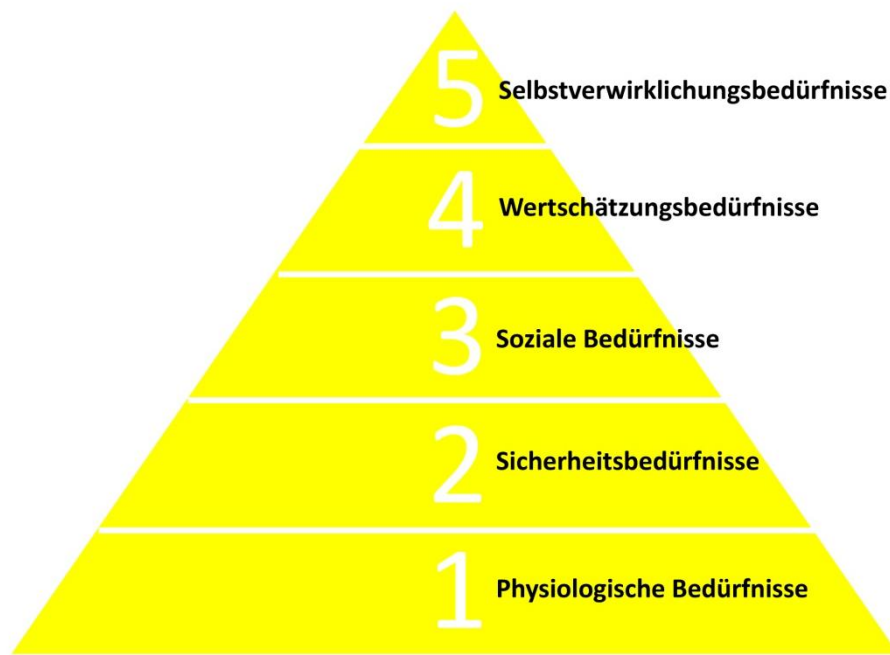 5 Selbstverwirklichungsbedürfnisse
4 Wertschätzungsbedürfnisse
3 Soziale Bedürfnisse
2 Sicherheitsbedürfnisse
1 Physiologische Bedürfnisse